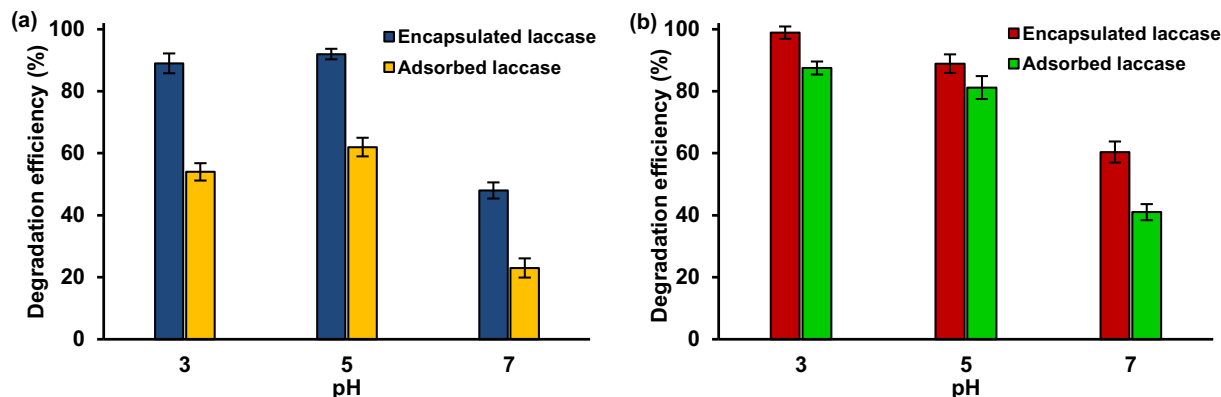 (a)
Degradation efficiency (%)
100
80
60
40
20
0
Encapsulated laccase
Adsorbed laccase
3 5 7
pH
(b)
Degradation efficiency (%)
100
80
60
40
20
0
Encapsulated laccase
Adsorbed laccase
3 5 7
pH